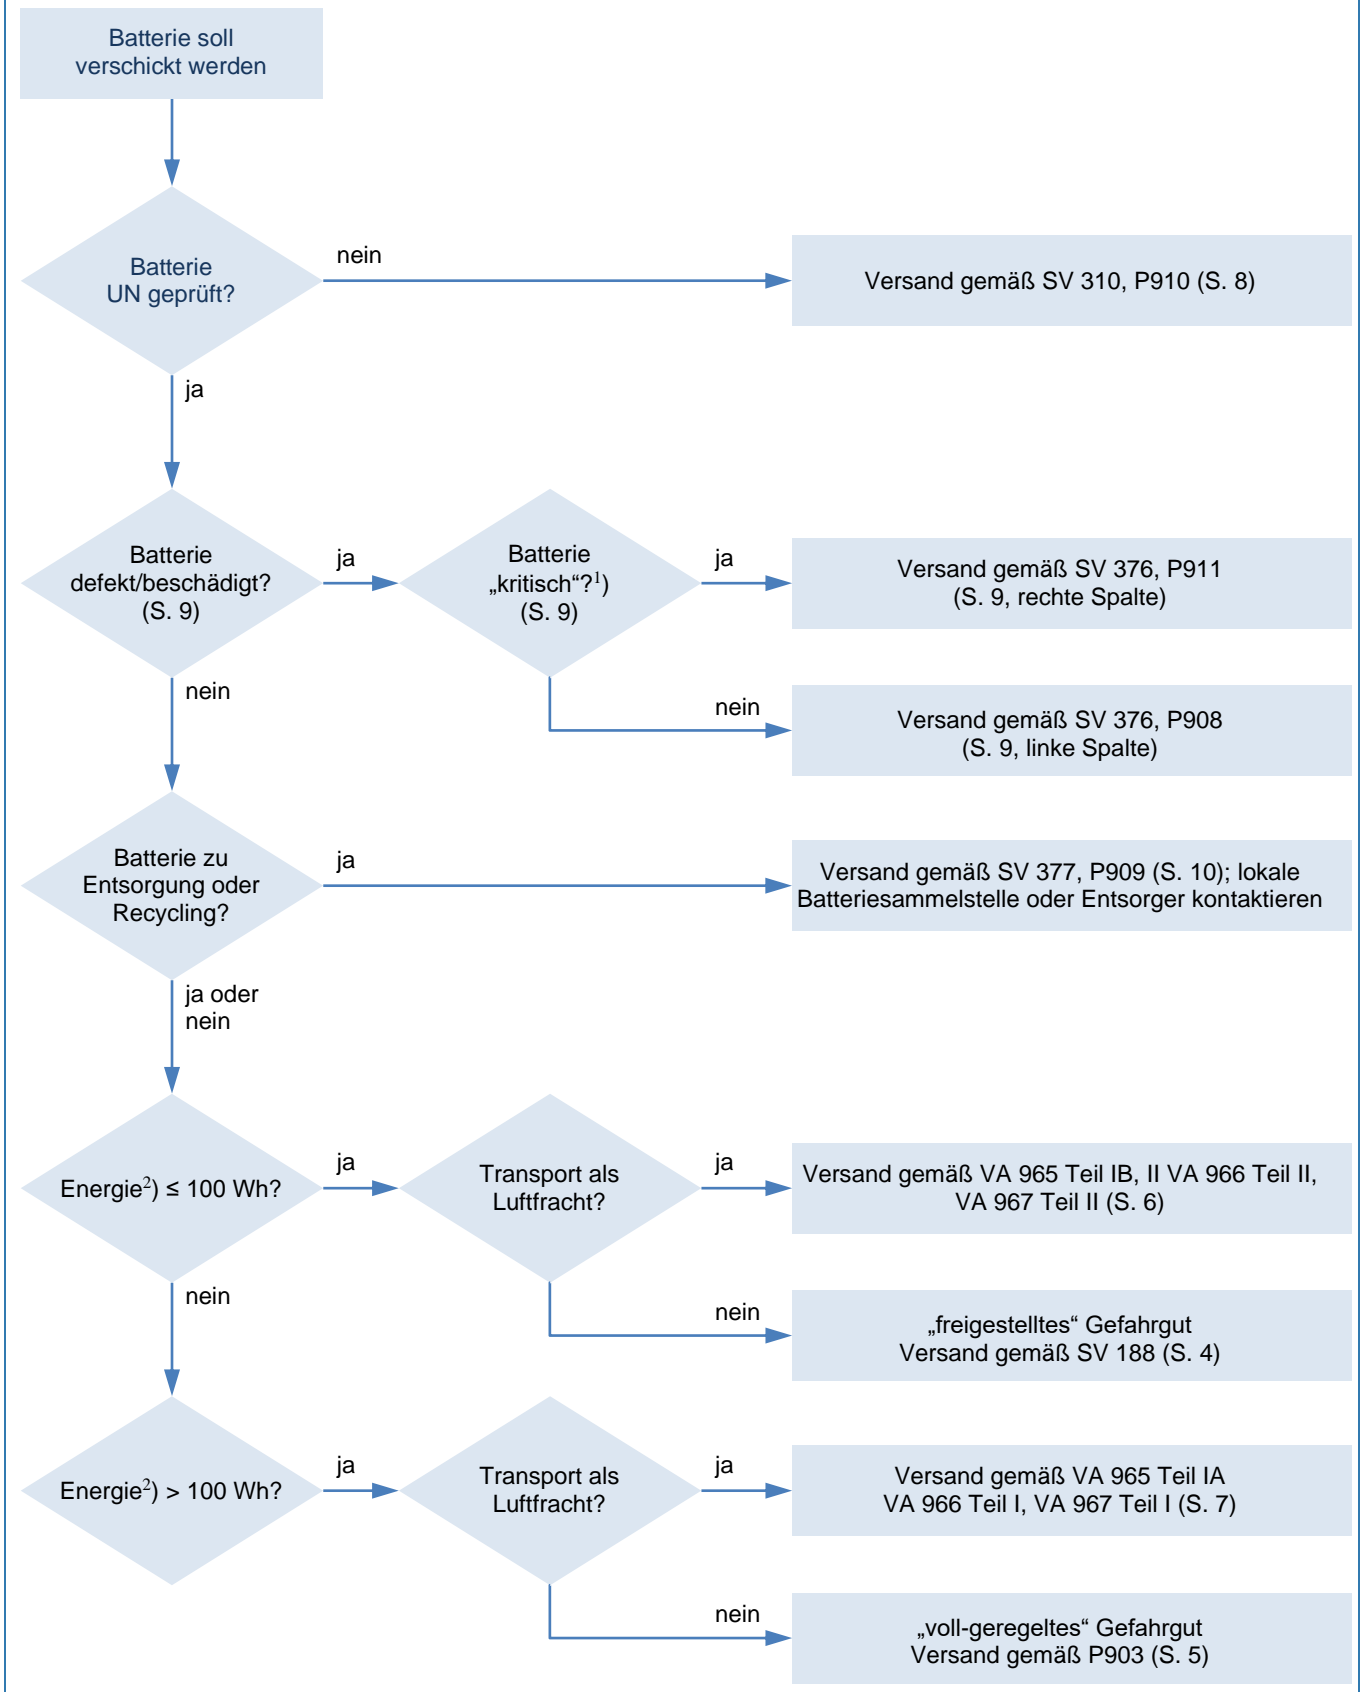 Batterie soll
verschickt werden
Batterie
UN geprüft?
nein
Versand gemäß SV 310, P910 (S. 8)
ja
Batterie
defekt/beschädigt?
(S. 9)
ja
Batterie
„kritisch“?¹)
(S. 9)
ja
Versand gemäß SV 376, P911
(S. 9, rechte Spalte)
nein
nein
Versand gemäß SV 376, P908
(S. 9, linke Spalte)
Batterie zu
Entsorgung oder
Recycling?
ja
Versand gemäß SV 377, P909 (S. 10); lokale
Batteriesammelstelle oder Entsorger kontaktieren
ja oder
nein
Energie²) ≤ 100 Wh?
ja
Transport als
Luftfracht?
ja
Versand gemäß VA 965 Teil IB, II VA 966 Teil II,
VA 967 Teil II (S. 6)
nein
nein
„freigestelltes“ Gefahrgut
Versand gemäß SV 188 (S. 4)
Energie²) > 100 Wh?
ja
Transport als
Luftfracht?
ja
Versand gemäß VA 965 Teil IA
VA 966 Teil I, VA 967 Teil I (S. 7)
nein
„voll-geregeltes“ Gefahrgut
Versand gemäß P903 (S. 5)